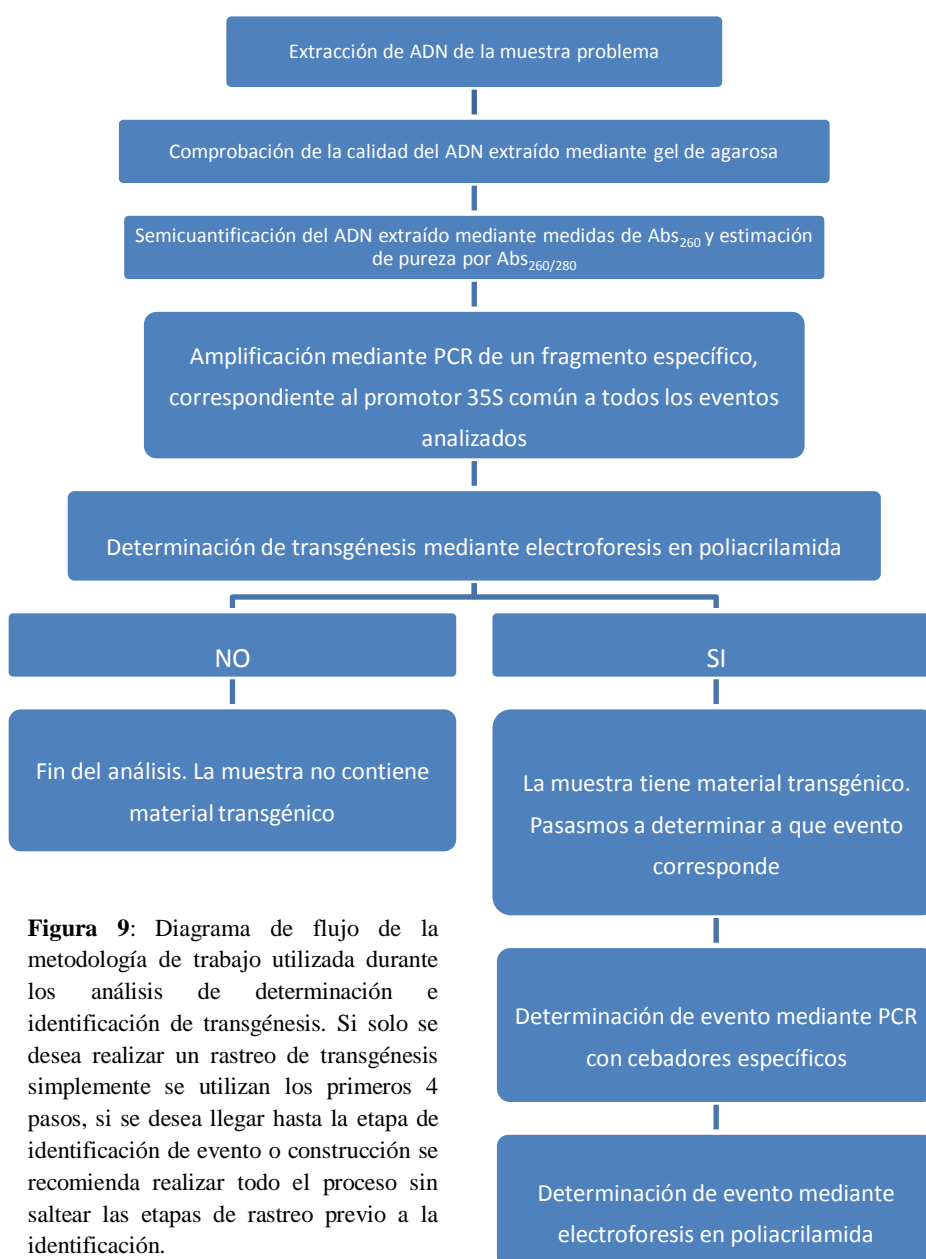 Extracción de ADN de la muestra problema
Comprobación de la calidad del ADN extraído mediante gel de agarosa
Semicuantificación del ADN extraído mediante medidas de Abs260 y estimación
de pureza por Abs260/280
Amplificación mediante PCR de un fragmento específico,
correspondiente al promotor 35S común a todos los eventos
analizados
Determinación de transgénesis mediante electroforesis en poliacrilamida
NO
SI
Fin del análisis. La muestra no contiene
material transgénico
La muestra tiene material transgénico.
Pasasmos a determinar a que evento
corresponde
Determinación de evento mediante PCR
con cebadores específicos
Determinación de evento mediante
electroforesis en poliacrilamida
Figura 9: Diagrama de flujo de la
metodología de trabajo utilizada durante
los análisis de determinación e
identificación de transgénesis. Si solo se
desea realizar un rastreo de transgénesis
simplemente se utilizan los primeros 4
pasos, si se desea llegar hasta la etapa de
identificación de evento o construcción se
recomienda realizar todo el proceso sin
saltear las etapas de rastreo previo a la
identificación.